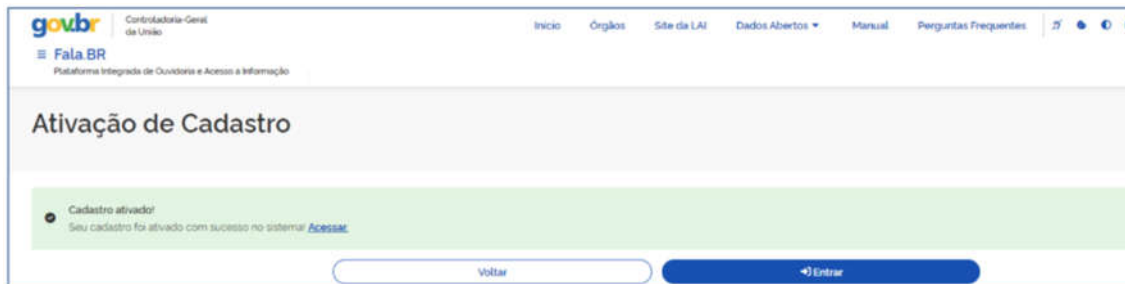 gov.br
Controladoria-Geral
da União
Início Órgãos Site da LAI Dados Abertos Manual Perguntas Frequentes
Fala.BR
Plataforma Integrada de Ouvidoria e Acesso a Informação
Ativação de Cadastro
Cadastro ativado!
Seu cadastro foi ativado com sucesso no sistema! Acessar.
Voltar
Entrar